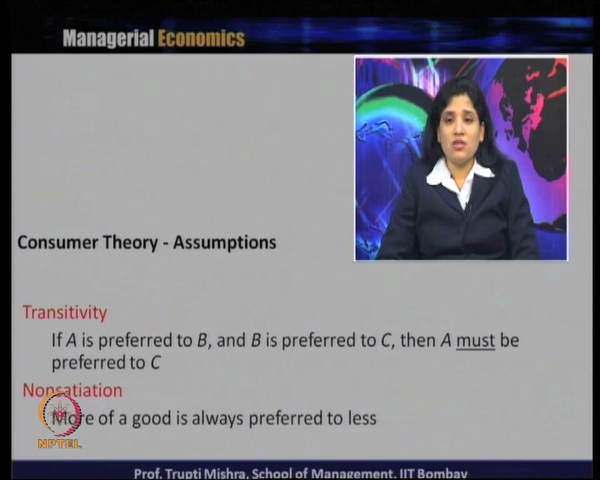 Managerial Economics
Consumer Theory - Assumptions
Transitivity
If A is preferred to B, and B is preferred to C, then A must be
preferred to C
Nonsatiation
More of a good is always preferred to less
NPTEL
Prof. Trupti Mishra, School of Management, IIT Bombay